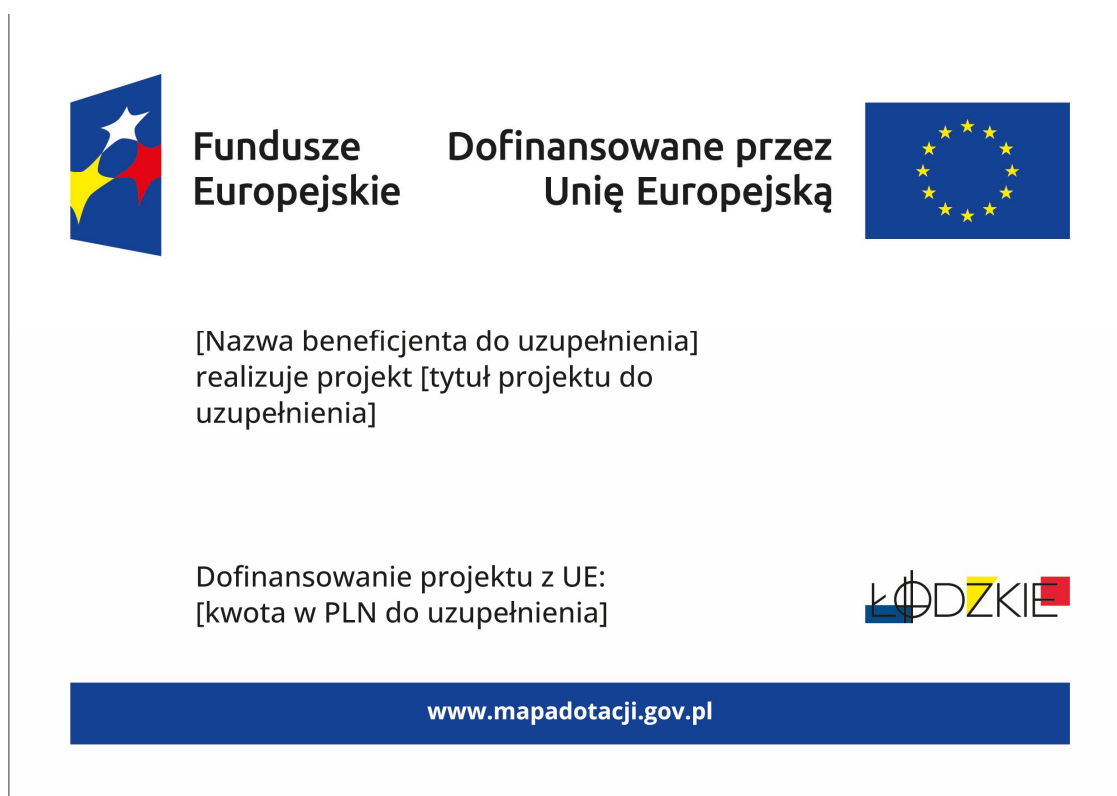 Fundusze
Europejskie
Dofinansowane przez
Unię Europejską
[Nazwa beneficjenta do uzupełnienia]
realizuje projekt [tytuł projektu do
uzupełnienia]
Dofinansowanie projektu z UE:
[kwota w PLN do uzupełnienia]
ŁÓDZKIE
www.mapadotacji.gov.pl